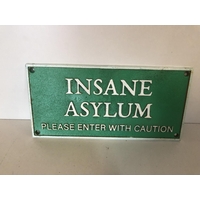 INSANE
ASYLUM
PLEASE ENTER WITH CAUTION